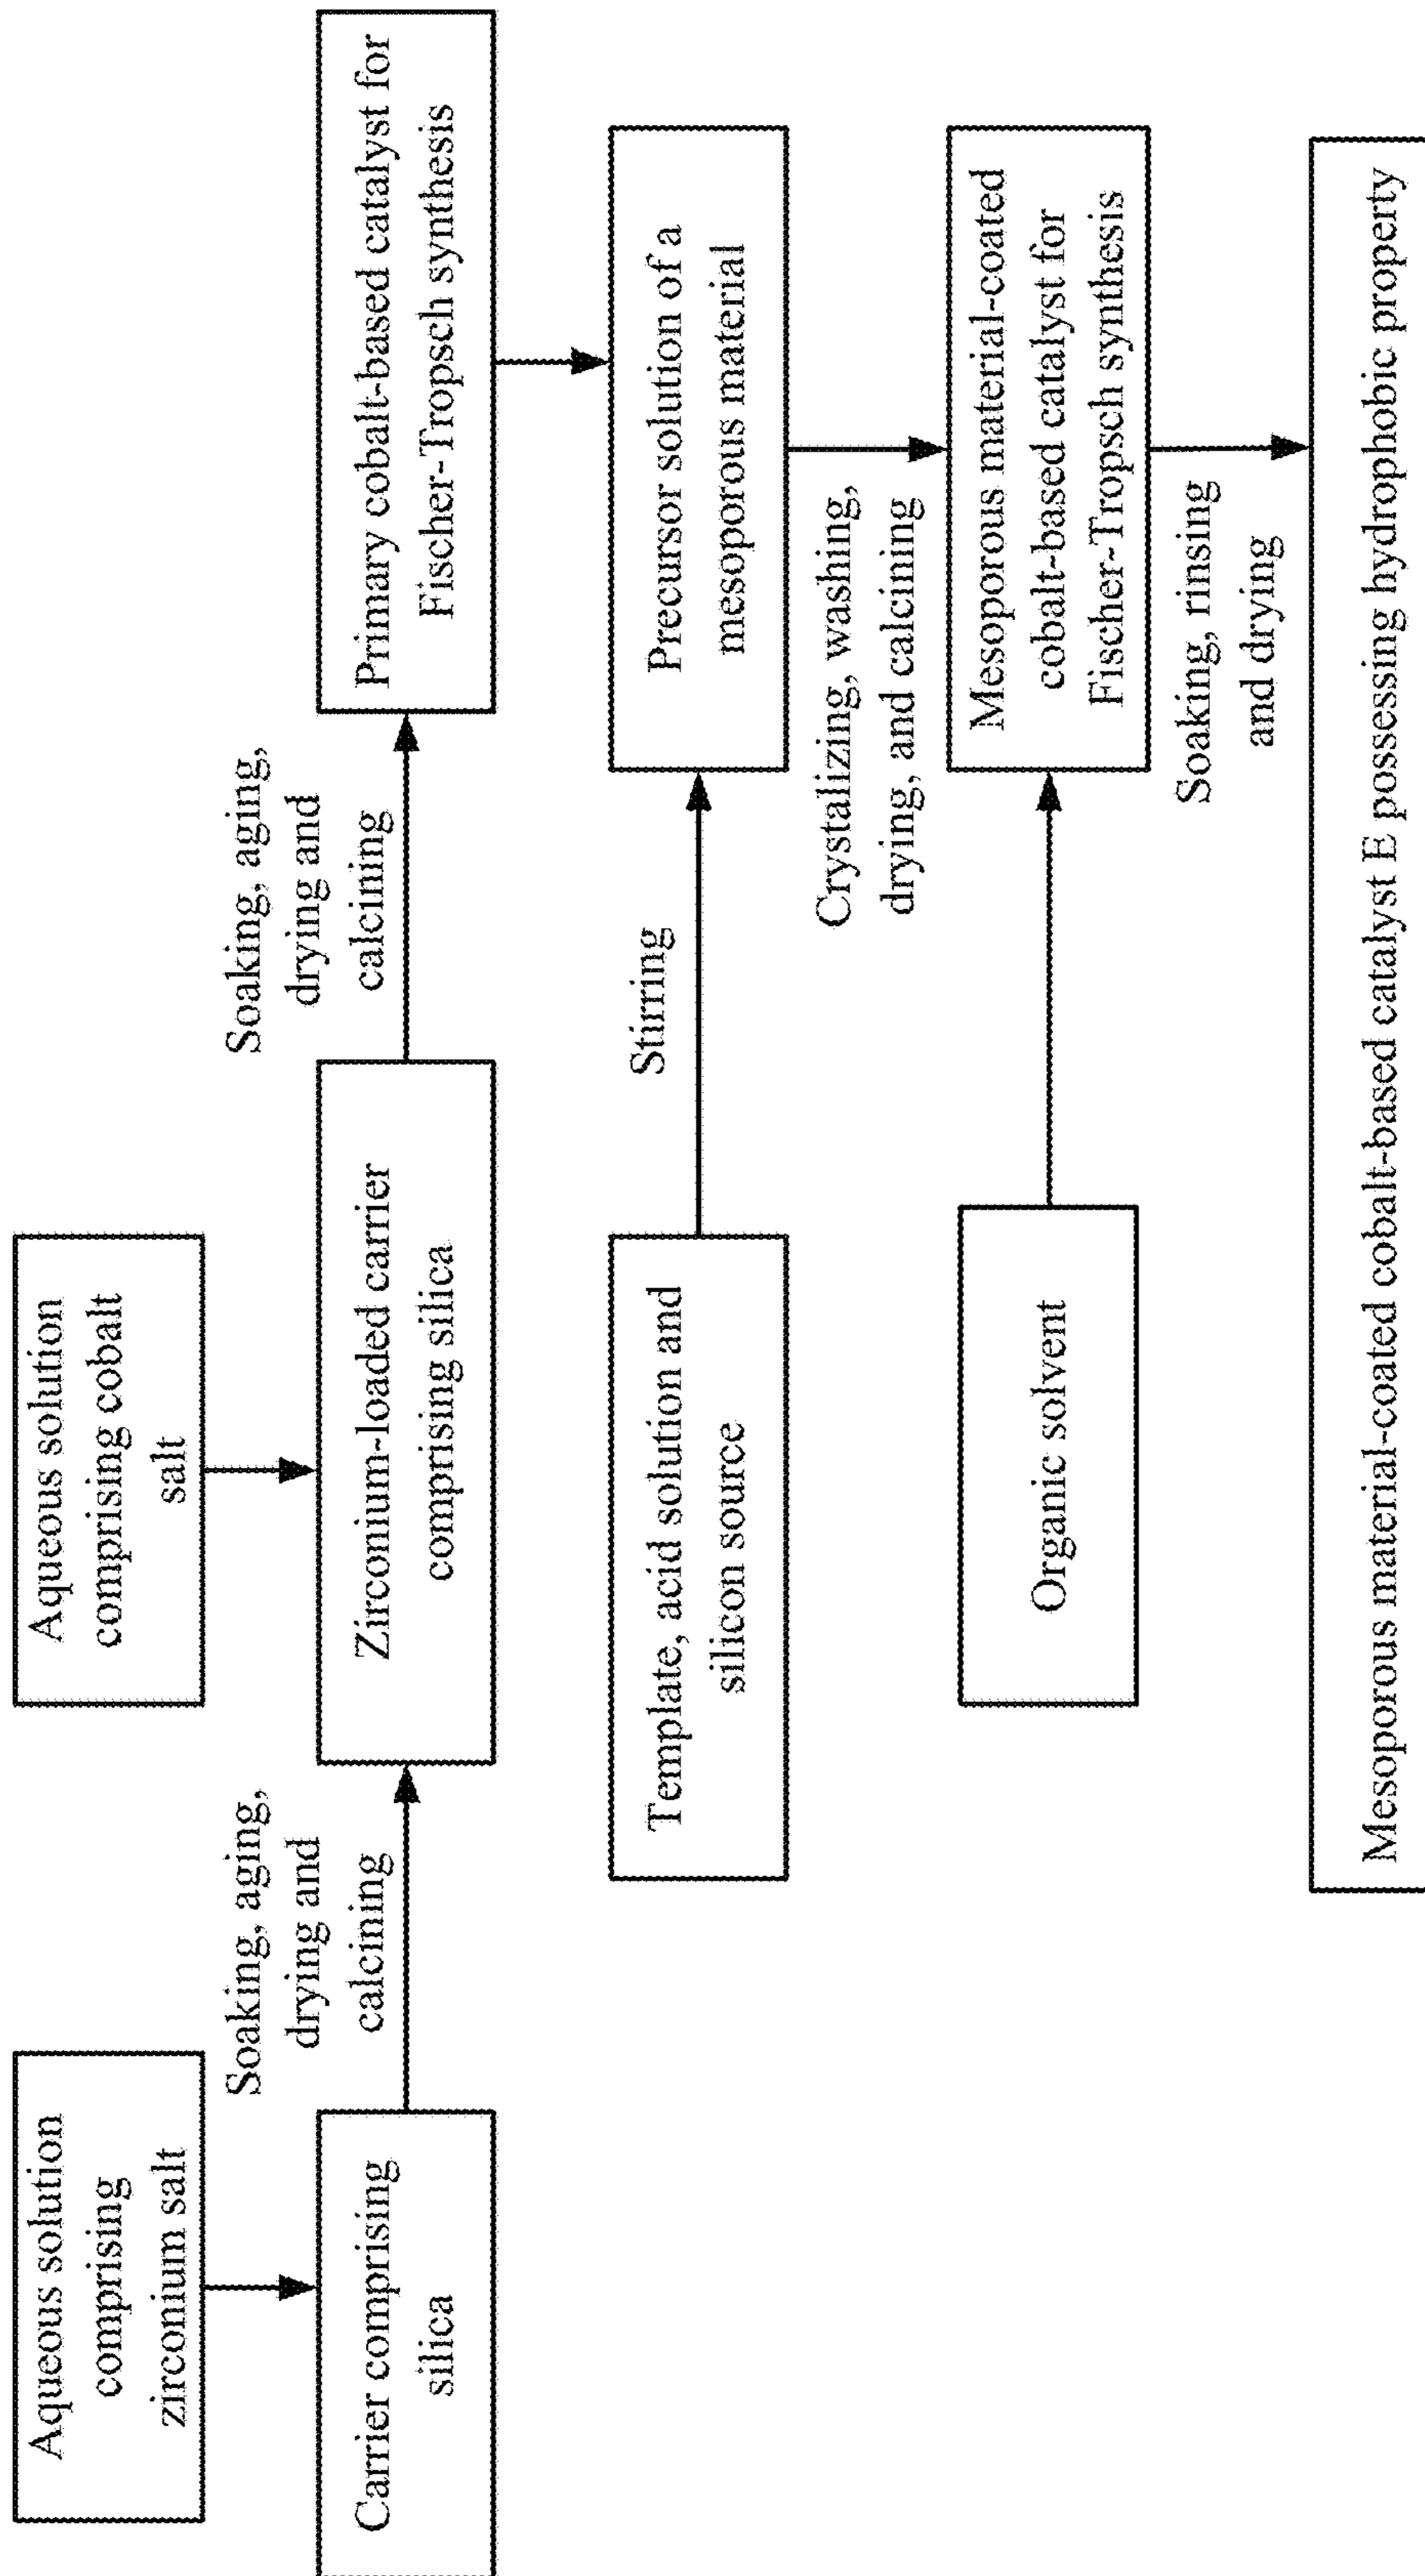 Aqueous solution
comprising
zirconium salt
Aqueous solution
comprising cobalt
salt
Carrier comprising
silica
Soaking, aging,
drying and
calcining
Zirconium-loaded carrier
comprising silica
Soaking, aging,
drying and
calcining
Primary cobalt-based catalyst for
Fischer-Tropsch synthesis
Template, acid solution and
silicon source
Stirring
Precursor solution of a
mesoporous material
Crystalizing, washing,
drying, and calcining
Organic solvent
Mesoporous material-coated
cobalt-based catalyst for
Fischer-Tropsch synthesis
Soaking, rinsing
and drying
Mesoporous material-coated cobalt-based catalyst E possessing hydrophobic property